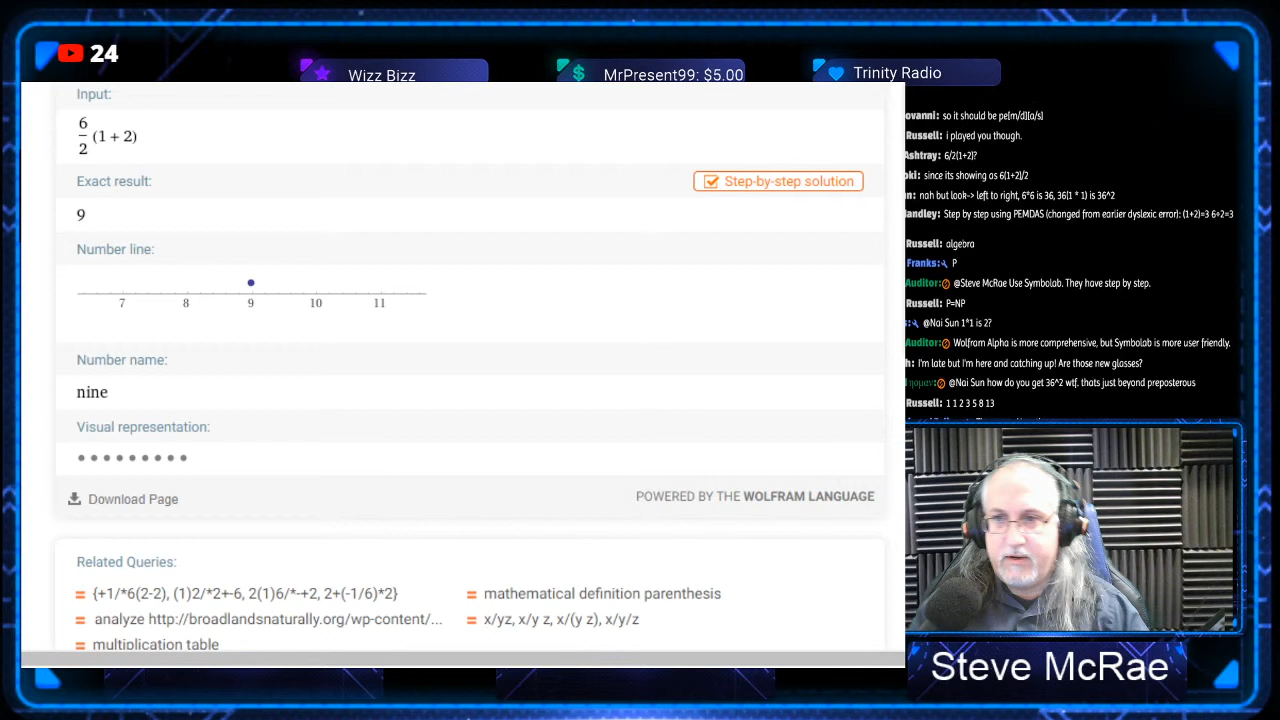 24
Wizz Bizz
MrPresent99: $5.00
Trinity Radio
Input:
6
2
(1 + 2)
Exact result:
Step-by-step solution
9
Number line:
7 8 9 10 11
Number name:
nine
Visual representation:
Download Page
POWERED BY THE WOLFRAM LANGUAGE
Related Queries:
= {+1/*6(2-2), (1)2/*2+-6, 2(1)6/*-+2, 2+(-1/6)*2}
= mathematical definition parenthesis
= analyze http://broadlandsnaturally.org/wp-content/...
= x/yz, x/y z, x/(y z), x/y/z
= multiplication table
ovanni: so it should be pe[m/d][a/s]
Russell: i played you though.
Ashtray: 6/2(1+2)?
oki: since its showing as 6(1+2)/2
n: nah but look-> left to right, 6*6 is 36, 36(1 * 1) is 36^2
Handley: Step by step using PEMDAS (changed from earlier dyslexic error): (1+2)=3 6÷2=3
Russell: algebra
Franks: P
Auditor: @Steve McRae Use Symbolab. They have step by step.
Russell: P=NP
: @Nai Sun 1*1 is 2?
Auditor: Wolfram Alpha is more comprehensive, but Symbolab is more user friendly.
h: I'm late but I'm here and catching up! Are those new glasses?
: @Nai Sun how do you get 36^2 wtf, thats just beyond preposterous
Russell: 1 1 2 3 5 8 13
Steve McRae